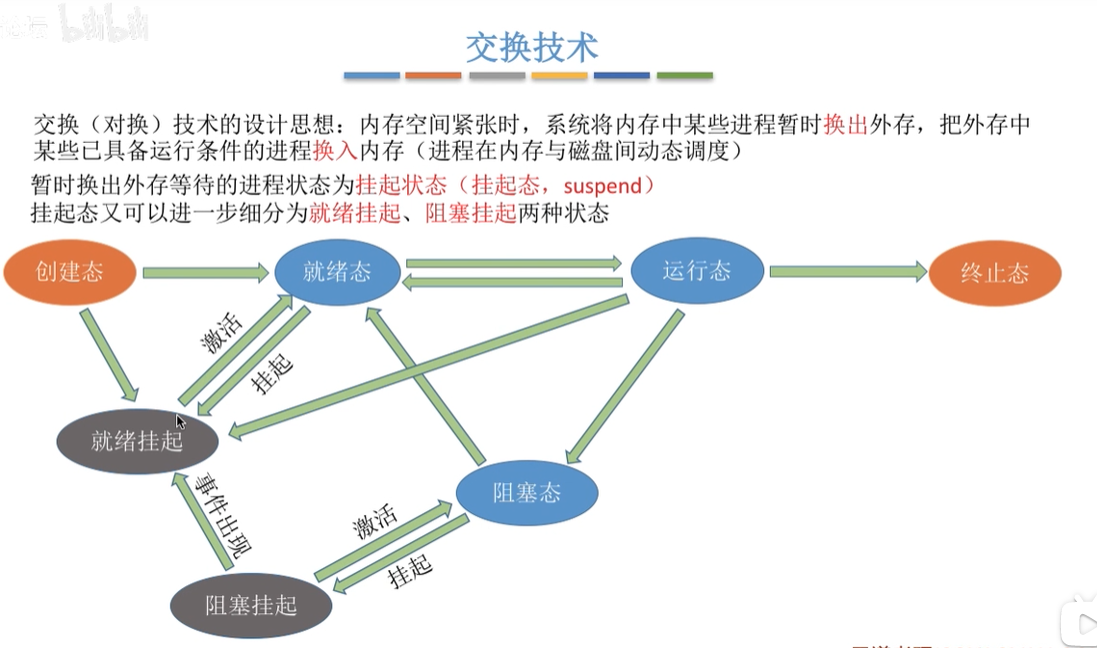 bilibili
交换技术
交换（对换）技术的设计思想：内存空间紧张时，系统将内存中某些进程暂时换出外存，把外存中
某些已具备运行条件的进程换入内存（进程在内存与磁盘间动态调度）
暂时换出外存等待的进程状态为挂起状态（挂起态，suspend）
挂起态又可以进一步细分为就绪挂起、阻塞挂起两种状态
创建态
就绪态
运行态
终止态
激活
挂起
就绪挂起
事件出现
阻塞态
激活
挂起
阻塞挂起